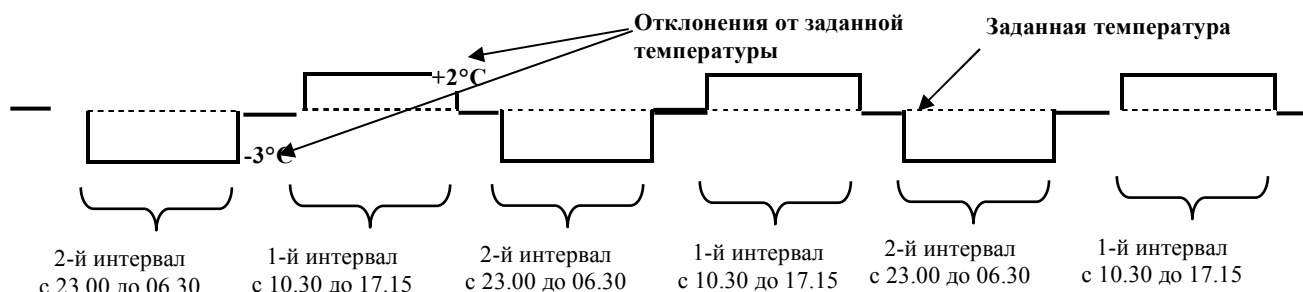 Отклонения от заданной
температуры
Заданная температура
+2°C
-3°C
2-й интервал
с 23.00 до 06.30
1-й интервал
с 10.30 до 17.15
2-й интервал
с 23.00 до 06.30
1-й интервал
с 10.30 до 17.15
2-й интервал
с 23.00 до 06.30
1-й интервал
с 10.30 до 17.15